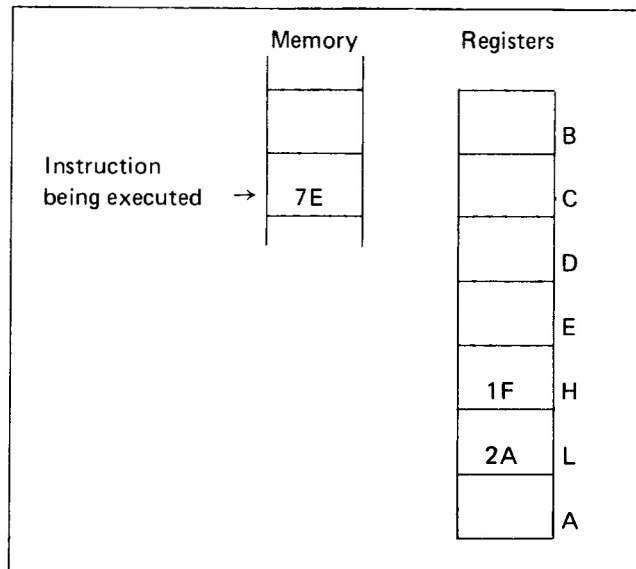 Memory Registers
B
Instruction
being executed → 7E C
D
E
1F H
2A L
A